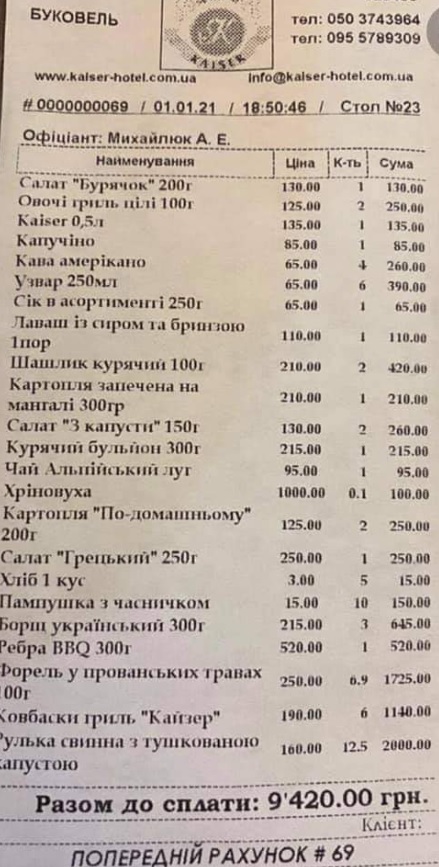 БУКОВЕЛЬ
тел: 050 3743964
тел: 095 5789309
KAISER
www.kaiser-hotel.com.ua info@kaiser-hotel.com.ua
# 0000000069 / 01.01.21 / 18:50:46 / Стол №23
Офіціант: Михайлюк А. Е.
Найменування Ціна К-ть Сума
Салат "Бурячок" 200г 130.00 1 130.00
Овочі гриль цілі 100г 125.00 2 250.00
Kaiser 0,5л 135.00 1 135.00
Капучіно 85.00 1 85.00
Кава амерікано 65.00 4 260.00
Узвар 250мл 65.00 6 390.00
Сік в асортименті 250г 65.00 1 65.00
Лаваш із сиром та бринзою
1пор 110.00 1 110.00
Шашлик курячий 100г 210.00 2 420.00
Картопля запечена на
мангалі 300гр 210.00 1 210.00
Салат "З капусти" 150г 130.00 2 260.00
Курячий бульйон 300г 215.00 1 215.00
Чай Альпійський луг 95.00 1 95.00
Хріновуха 1000.00 0.1 100.00
Картопля "По-домашньому"
200г 125.00 2 250.00
Салат "Грецький" 250г 250.00 1 250.00
Хліб 1 кус 3.00 5 15.00
Пампушка з часничком 15.00 10 150.00
Борщ український 300г 215.00 3 645.00
Ребра BBQ 300г 520.00 1 520.00
Форель у прованських травах
100г 250.00 6.9 1725.00
Ковбаски гриль "Кайзер" 190.00 6 1140.00
Рулька свинна з тушкованою
капустою 160.00 12.5 2000.00
Разом до сплати: 9'420.00 грн.
Клієнт:
ПОПЕРЕДНІЙ РАХУНОК # 69